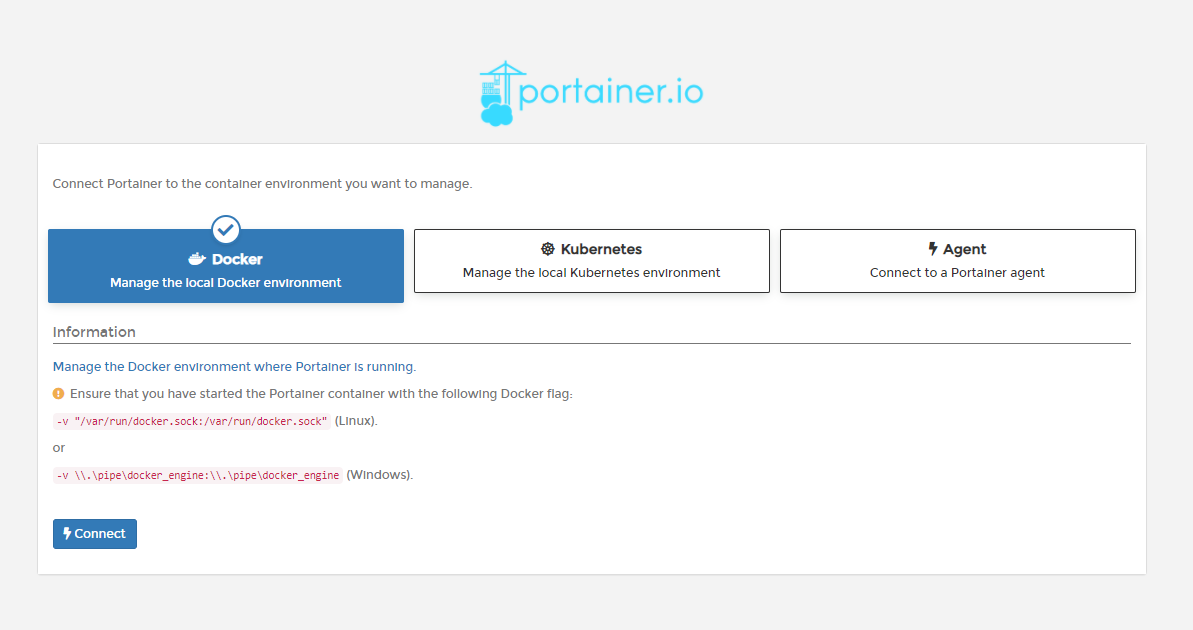 portainer.io
Connect Portainer to the container environment you want to manage.
Docker
Manage the local Docker environment
Kubernetes
Manage the local Kubernetes environment
Agent
Connect to a Portainer agent
Information
Manage the Docker environment where Portainer is running.
Ensure that you have started the Portainer container with the following Docker flag:
-v "/var/run/docker.sock:/var/run/docker.sock" (Linux).
or
-v \\.\pipe\docker_engine:\\.\pipe\docker_engine (Windows).
Connect